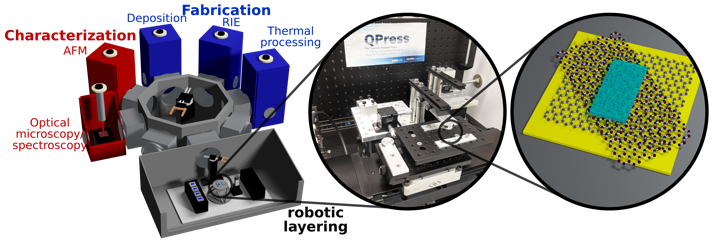 Fabrication
Deposition
RIE
Characterization
AFM
Thermal
processing
Optical
microscopy/
spectroscopy
QPress
robotic
layering